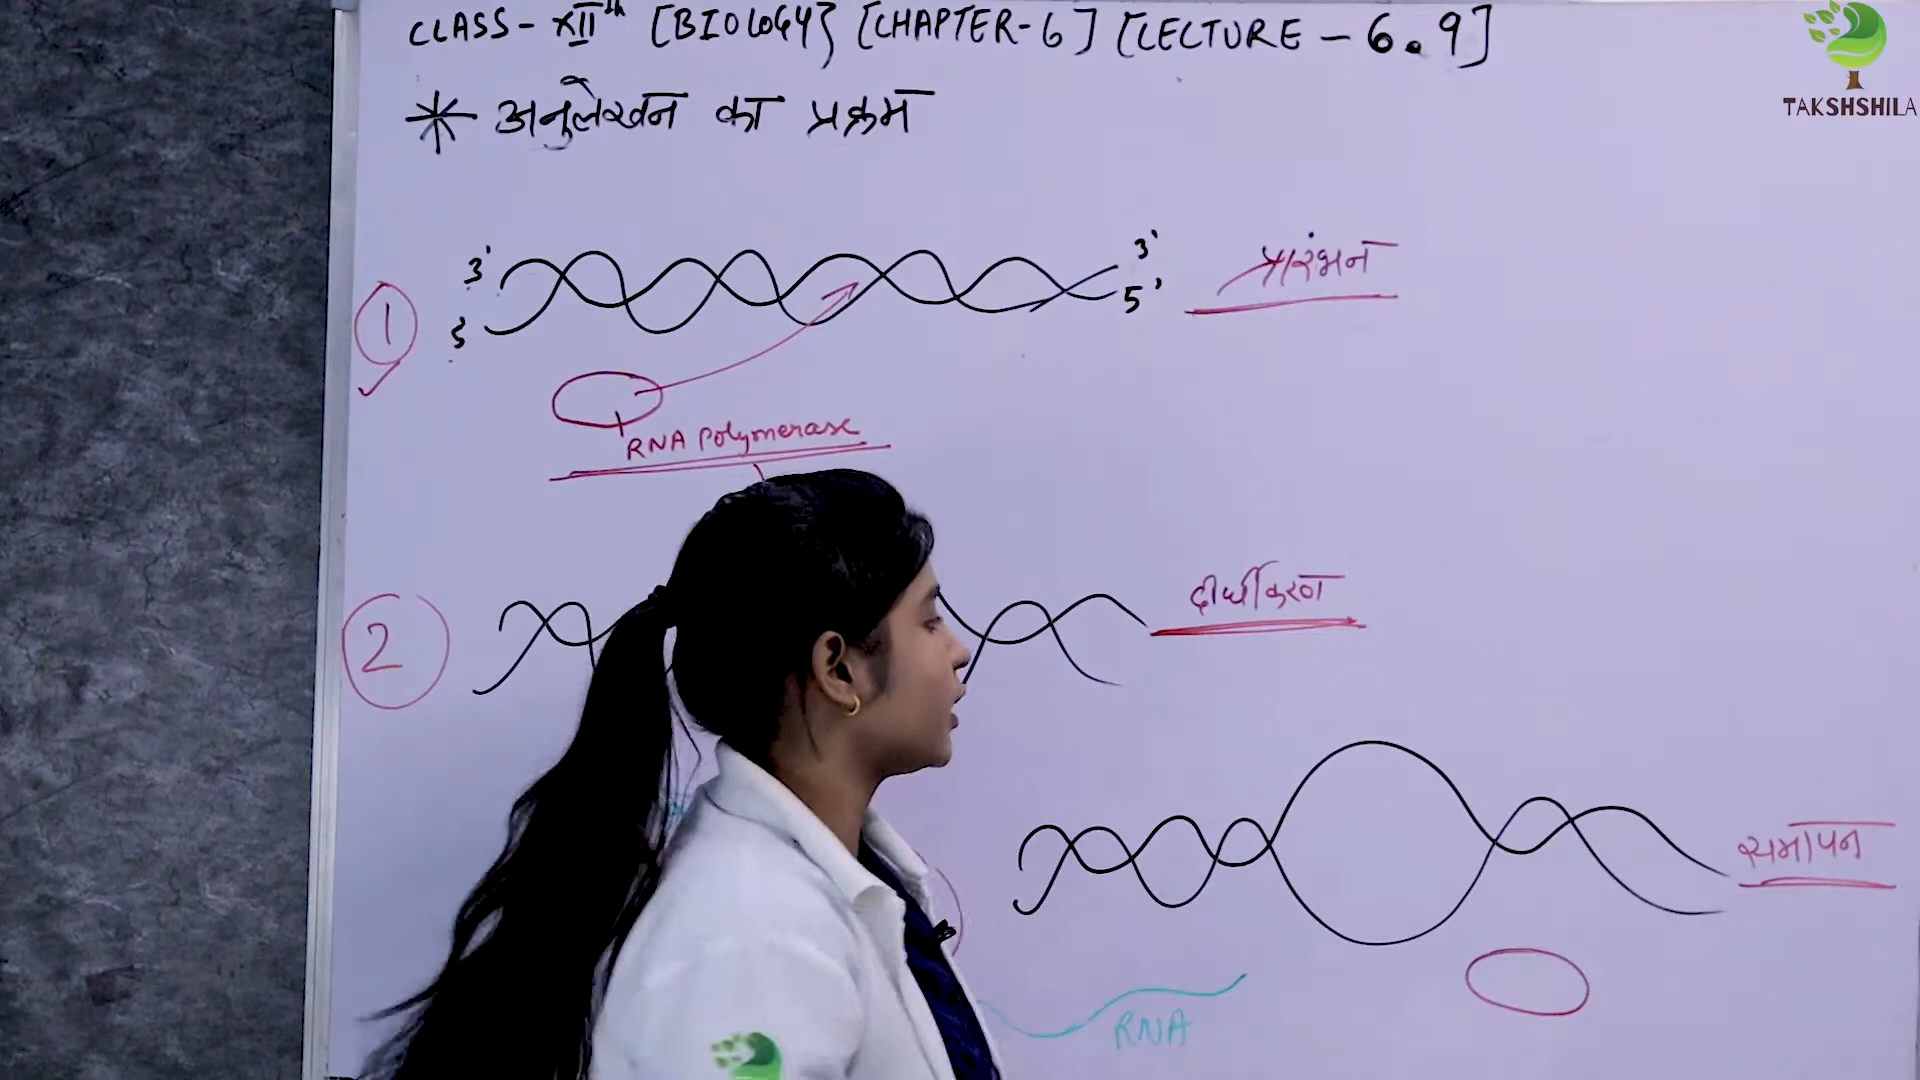 CLASS - XIIth [BIOLOGY} [CHAPTER-6] [LECTURE - 6.9]
TAKSHSHILA
* अनुलेखन का प्रक्रम
3' 3'
5 5'
1 प्रारंभन
RNA Polymerase
2 दीर्घीकरण
समापन
RNA